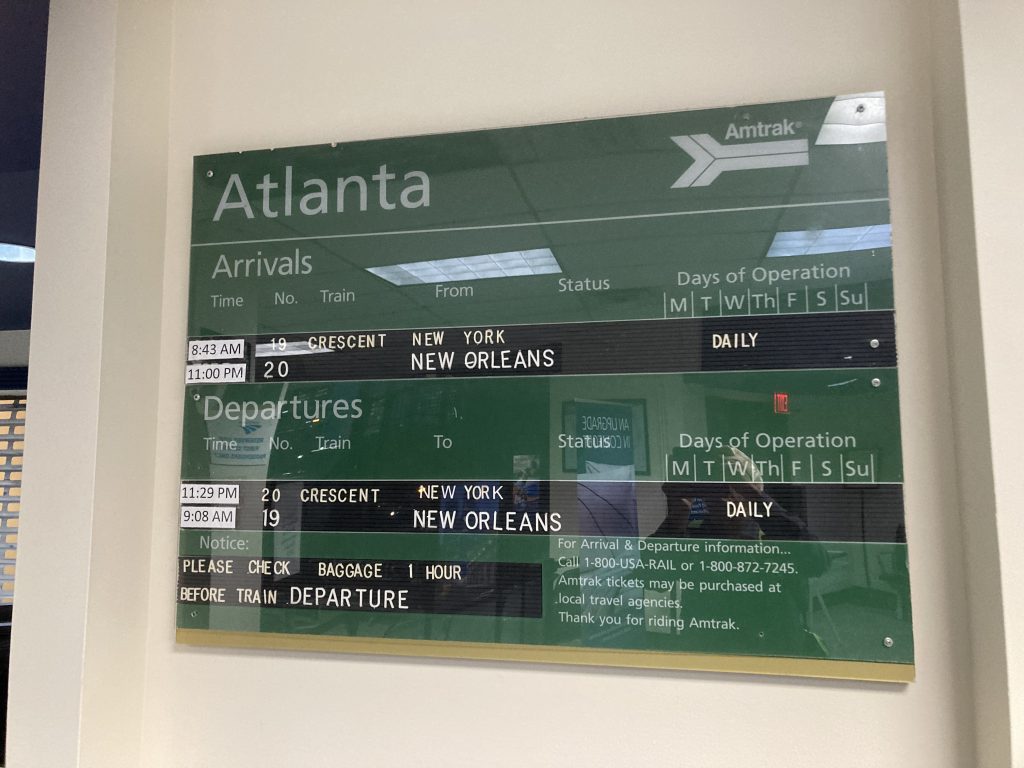 Amtrak®
Atlanta
Arrivals
Days of Operation
Time No. Train From Status M T W Th F S Su
8:43 AM 19 CRESCENT NEW YORK DAILY
11:00 PM 20 NEW ORLEANS
Departures
Time No. Train To Status Days of Operation
M T W Th F S Su
11:29 PM 20 CRESCENT NEW YORK DAILY
9:08 AM 19 NEW ORLEANS
Notice:
PLEASE CHECK BAGGAGE 1 HOUR
BEFORE TRAIN DEPARTURE
For Arrival & Departure information...
Call 1-800-USA-RAIL or 1-800-872-7245.
Amtrak tickets may be purchased at
local travel agencies.
Thank you for riding Amtrak.